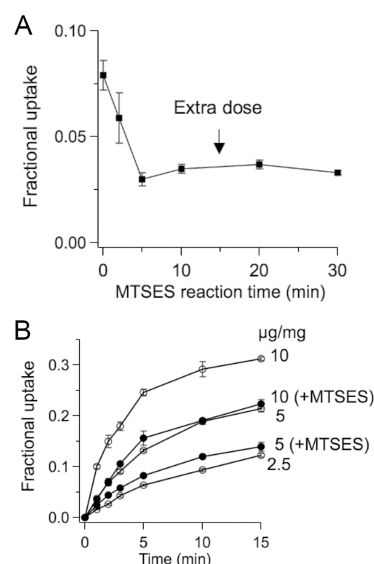 A
0.10
Fractional uptake
0.05
0.00
Extra dose
0
10
20
30
MTSES reaction time (min)
B
µg/mg
0.3
0.2
0.1
0.0
Fractional uptake
10
10 (+MTSES)
5
5 (+MTSES)
2.5
0
5
10
15
Time (min)